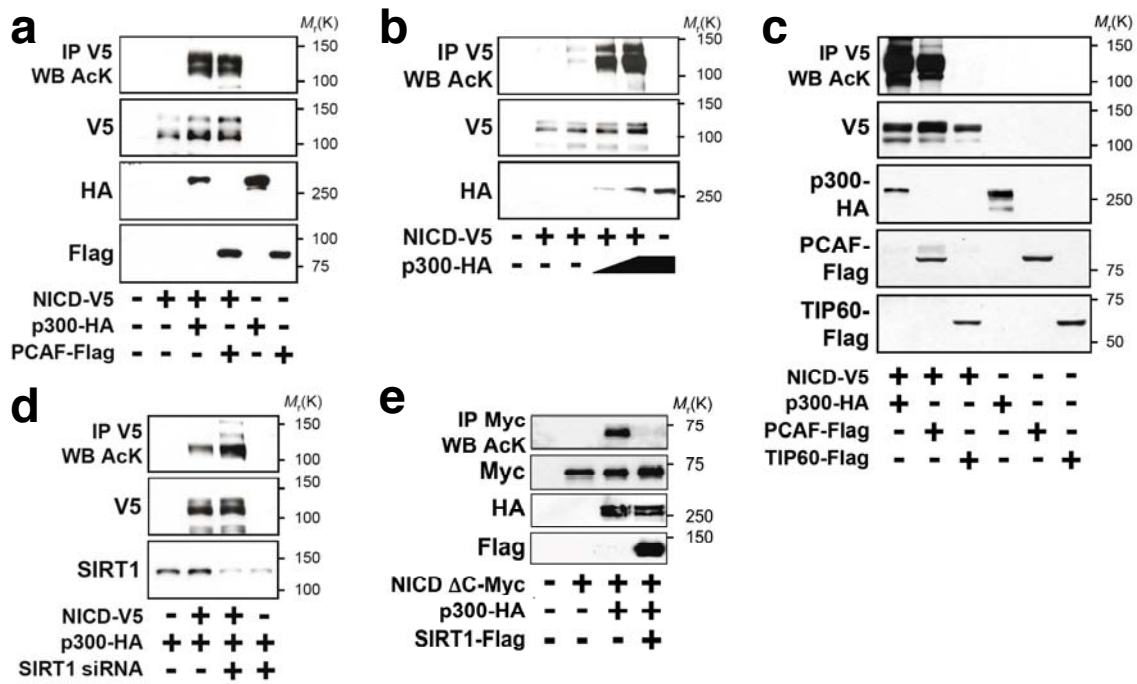 a
Mr(K)
IP V5
WB AcK
150
100
V5
150
100
HA
250
Flag
100
75
NICD-V5 - + + + - -
p300-HA - - + - + -
PCAF-Flag - - - + - +
b
Mr(K)
IP V5
WB AcK
150
100
V5
150
100
HA
250
NICD-V5 - + + + + -
p300-HA - - -
c
Mr(K)
IP V5
WB AcK
150
100
V5
150
100
p300-
HA
250
PCAF-
Flag
75
TIP60-
Flag
75
50
NICD-V5 + + + - - -
p300-HA + - - + - -
PCAF-Flag - + - - + -
TIP60-Flag - - + - - +
d
Mr(K)
IP V5
WB AcK
150
100
V5
150
100
SIRT1
150
100
NICD-V5 - + + -
p300-HA + + + +
SIRT1 siRNA - - + +
e
Mr(K)
IP Myc
WB AcK
75
Myc
75
HA
250
Flag
150
NICD ΔC-Myc - + + +
p300-HA - - + +
SIRT1-Flag - - - +